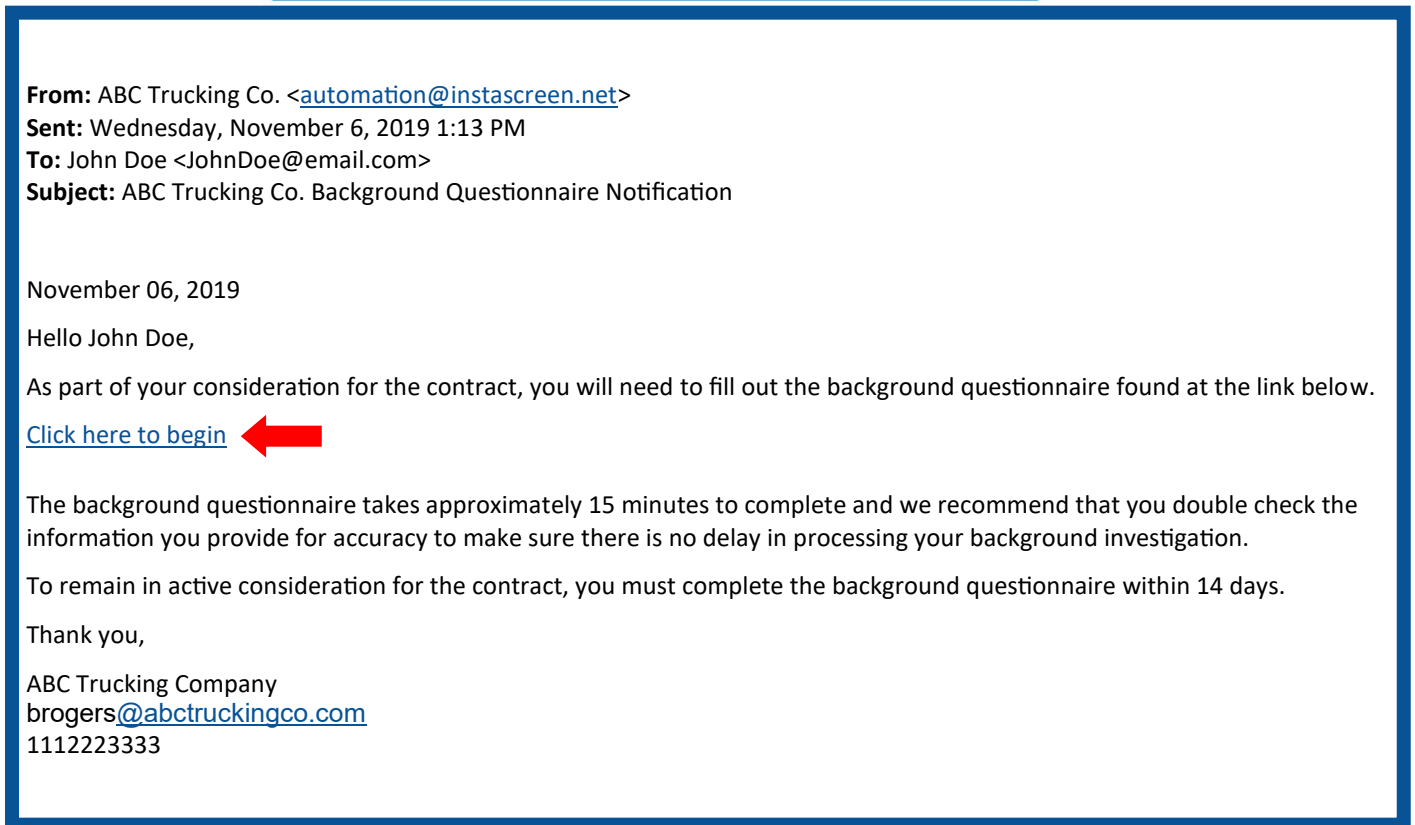 From: ABC Trucking Co. <automation@instascreen.net>
Sent: Wednesday, November 6, 2019 1:13 PM
To: John Doe <JohnDoe@email.com>
Subject: ABC Trucking Co. Background Questionnaire Notification
November 06, 2019
Hello John Doe,
As part of your consideration for the contract, you will need to fill out the background questionnaire found at the link below.
Click here to begin
The background questionnaire takes approximately 15 minutes to complete and we recommend that you double check the
information you provide for accuracy to make sure there is no delay in processing your background investigation.
To remain in active consideration for the contract, you must complete the background questionnaire within 14 days.
Thank you,
ABC Trucking Company
brogers@abctruckingco.com
1112223333